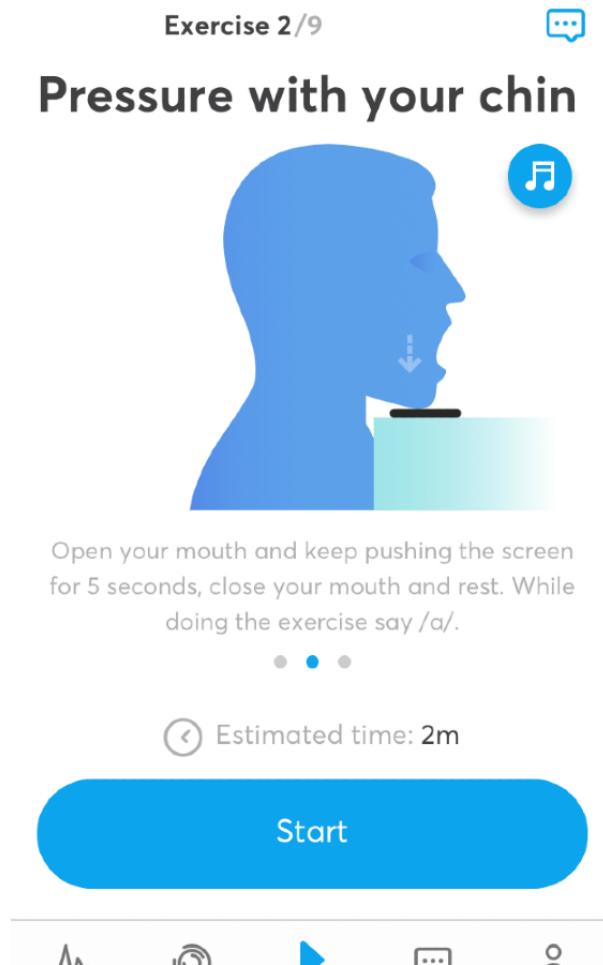 Exercise 2/9
Pressure with your chin
Open your mouth and keep pushing the screen
for 5 seconds, close your mouth and rest. While
doing the exercise say /a/.
Estimated time: 2m
Start